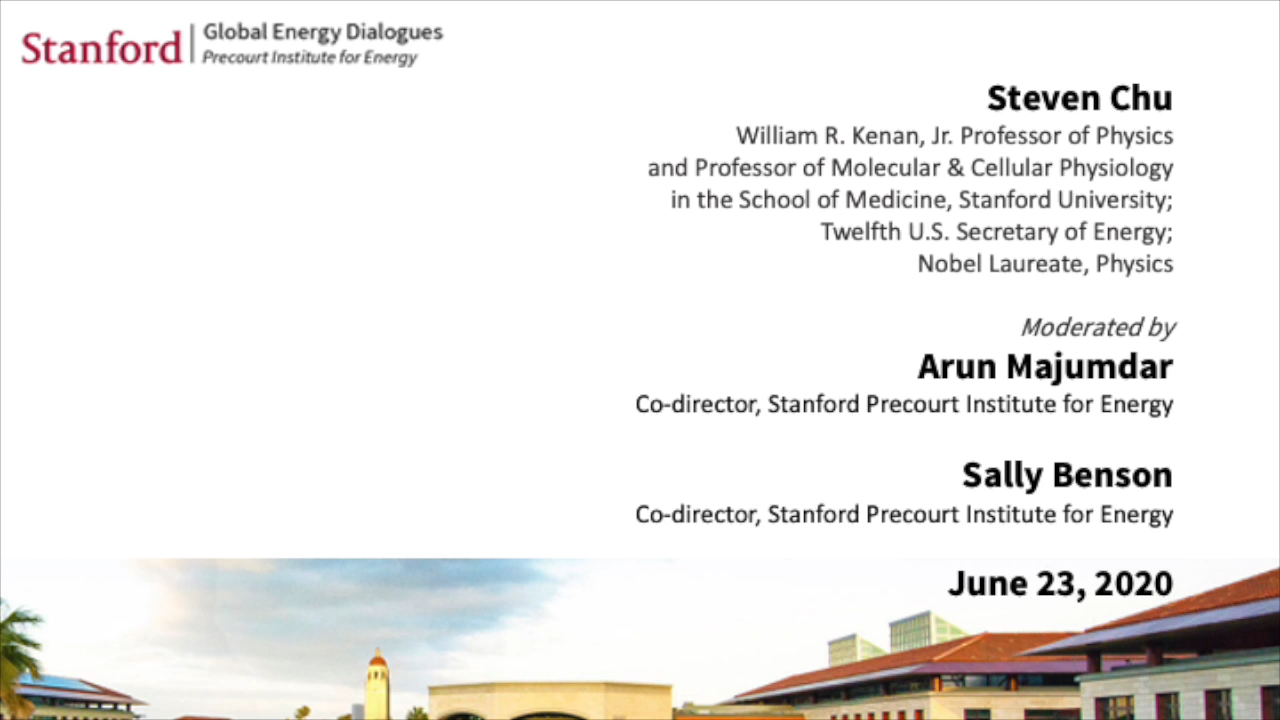 Stanford
Global Energy Dialogues
Precourt Institute for Energy
Steven Chu
William R. Kenan, Jr. Professor of Physics
and Professor of Molecular & Cellular Physiology
in the School of Medicine, Stanford University;
Twelfth U.S. Secretary of Energy;
Nobel Laureate, Physics
Moderated by
Arun Majumdar
Co-director, Stanford Precourt Institute for Energy
Sally Benson
Co-director, Stanford Precourt Institute for Energy
June 23, 2020